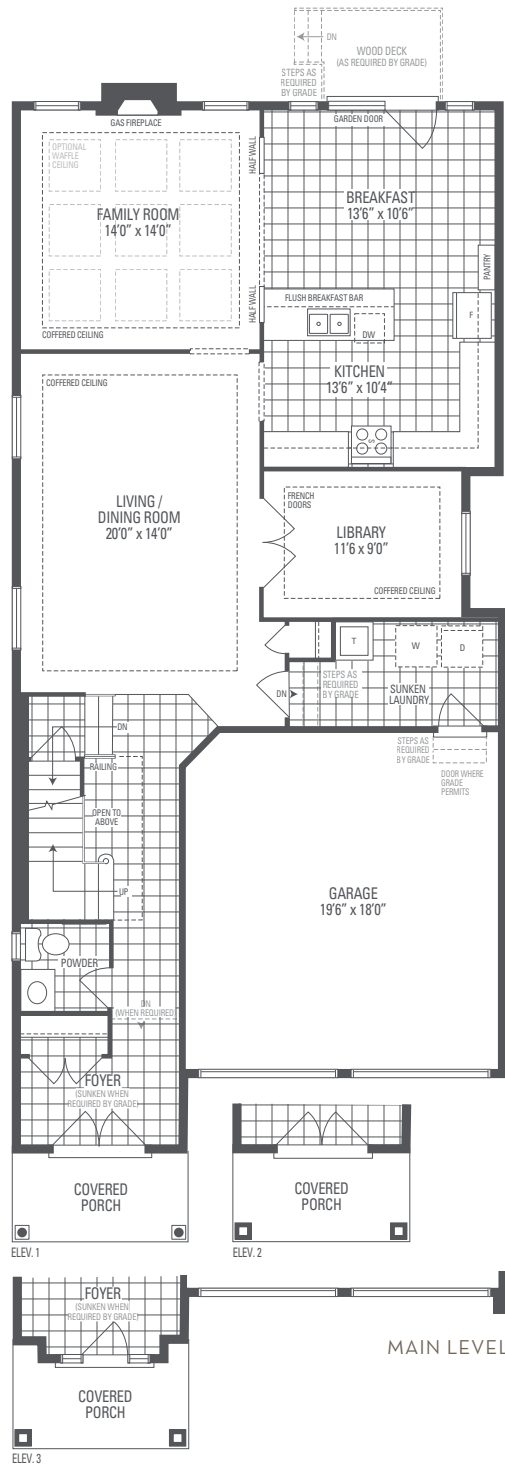 DN
WOOD DECK
(AS REQUIRED BY GRADE)
STEPS AS
REQUIRED
BY GRADE
GAS FIREPLACE
GARDEN DOOR
OPTIONAL
WAFFLE
CEILING
HALF WALL
BREAKFAST
13'6" x 10'6"
FAMILY ROOM
14'0" x 14'0"
PANTRY
HALF WALL
FLUSH BREAKFAST BAR
F
DW
COFFERED CEILING
KITCHEN
13'6" x 10'4"
COFFERED CEILING
S
LIVING /
DINING ROOM
20'0" x 14'0"
FRENCH
DOORS
LIBRARY
11'6 x 9'0"
COFFERED CEILING
T
W
D
STEPS AS
REQUIRED
BY GRADE
DN
SUNKEN
LAUNDRY
DN
RAILING
STEPS AS
REQUIRED
BY GRADE
DOOR WHERE
GRADE
PERMITS
OPEN TO
ABOVE
UP
GARAGE
19'6" x 18'0"
POWDER
DN
(WHEN REQUIRED)
FOYER
(SUNKEN WHEN
REQUIRED BY GRADE)
COVERED
PORCH
ELEV. 1
COVERED
PORCH
ELEV. 2
FOYER
(SUNKEN WHEN
REQUIRED BY GRADE)
MAIN LEVEL
COVERED
PORCH
ELEV. 3